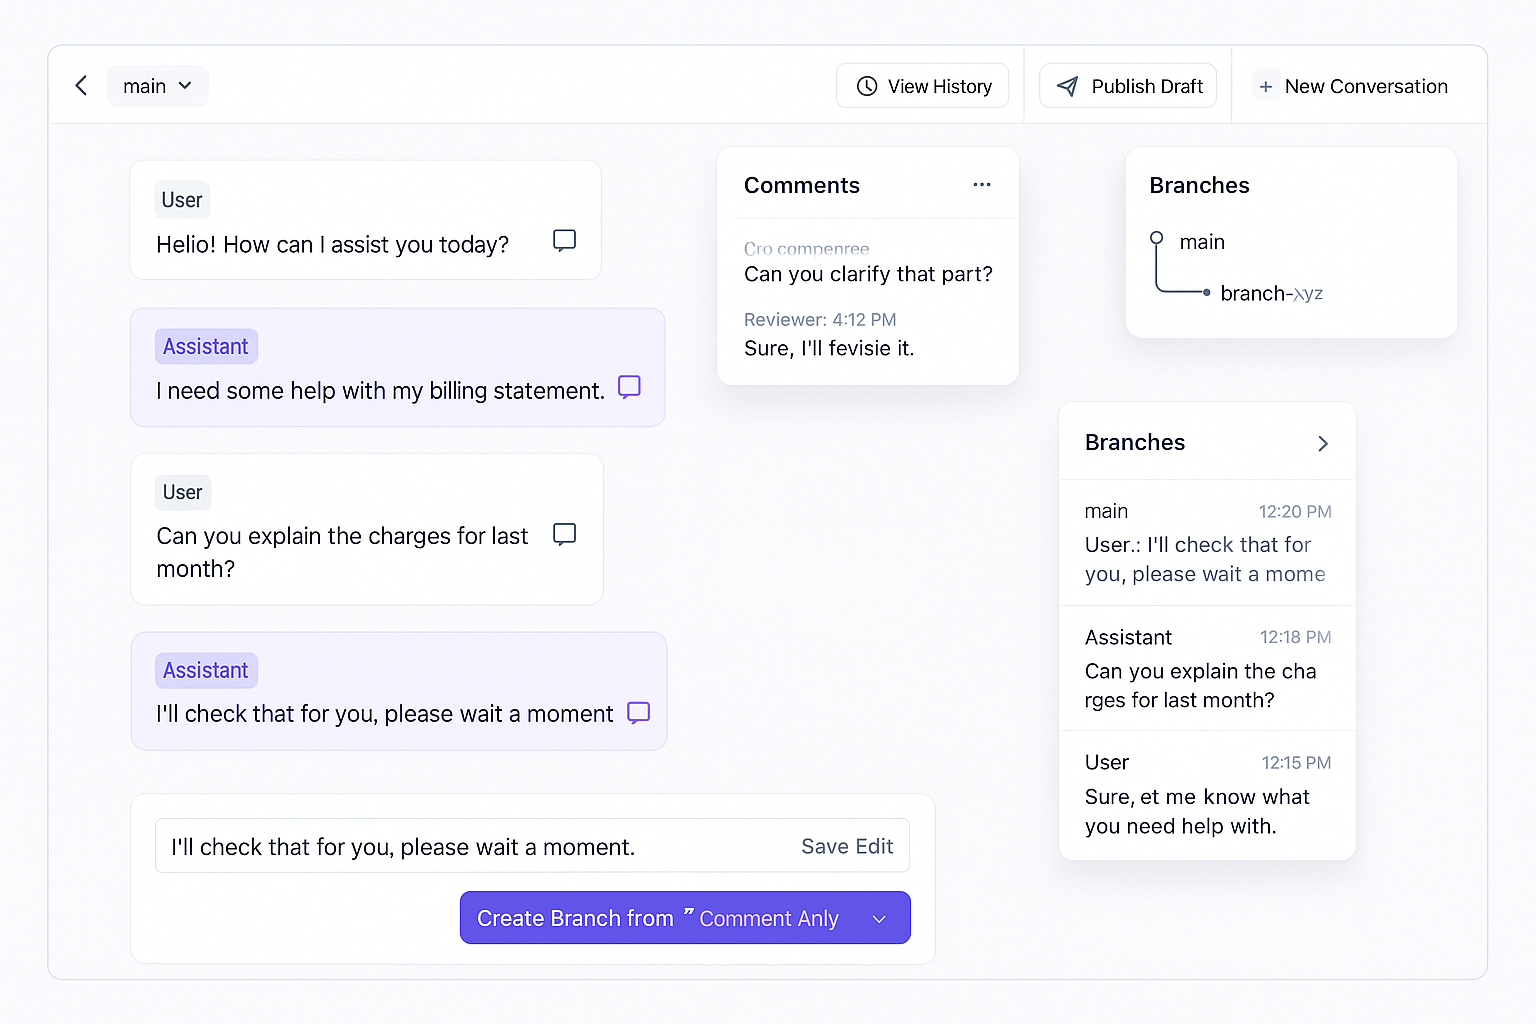 main
View History
Publish Draft
+ New Conversation
User
Helio! How can I assist you today?
Assistant
I need some help with my billing statement.
User
Can you explain the charges for last
month?
Assistant
I'll check that for you, please wait a moment
I'll check that for you, please wait a moment.
Save Edit
Create Branch from " Comment Anly
Comments
Can you clarify that part?
Reviewer: 4:12 PM
Sure, I'll fevisie it.
Branches
main
branch-xyz
Branches
main 12:20 PM
User.: I'll check that for
you, please wait a mome
Assistant 12:18 PM
Can you explain the cha
rges for last month?
User 12:15 PM
Sure, et me know what
you need help with.